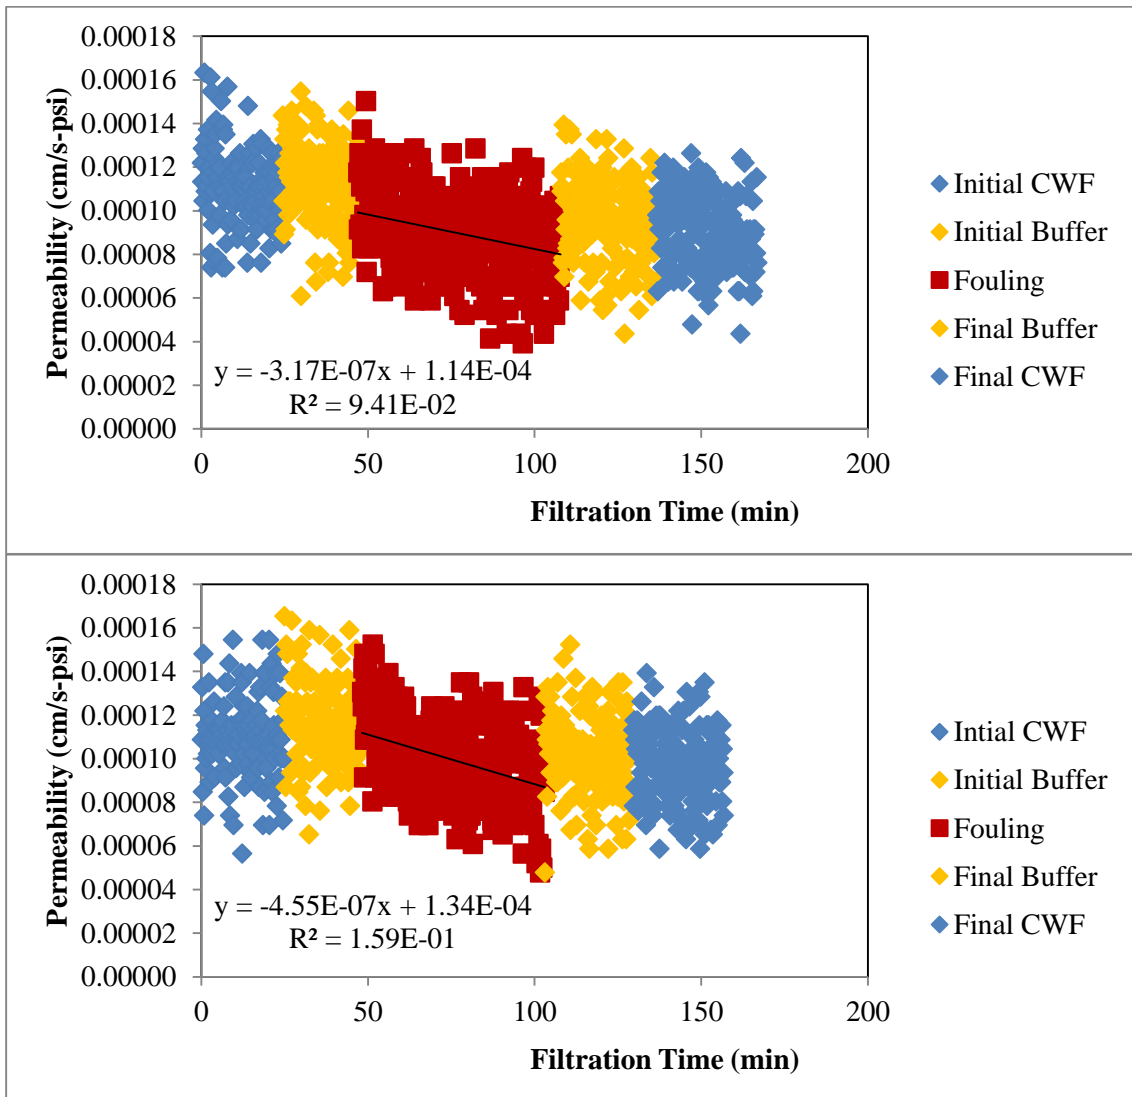 0.00018
0.00016
0.00014
0.00012
0.00010
0.00008
0.00006
0.00004
0.00002
0.00000
Permeability (cm/s-psi)
y = -3.17E-07x + 1.14E-04
R² = 9.41E-02
0 50 100 150 200
Filtration Time (min)
Initial CWF
Initial Buffer
Fouling
Final Buffer
Final CWF
0.00018
0.00016
0.00014
0.00012
0.00010
0.00008
0.00006
0.00004
0.00002
0.00000
Permeability (cm/s-psi)
y = -4.55E-07x + 1.34E-04
R² = 1.59E-01
0 50 100 150 200
Filtration Time (min)
Intial CWF
Initial Buffer
Fouling
Final Buffer
Final CWF